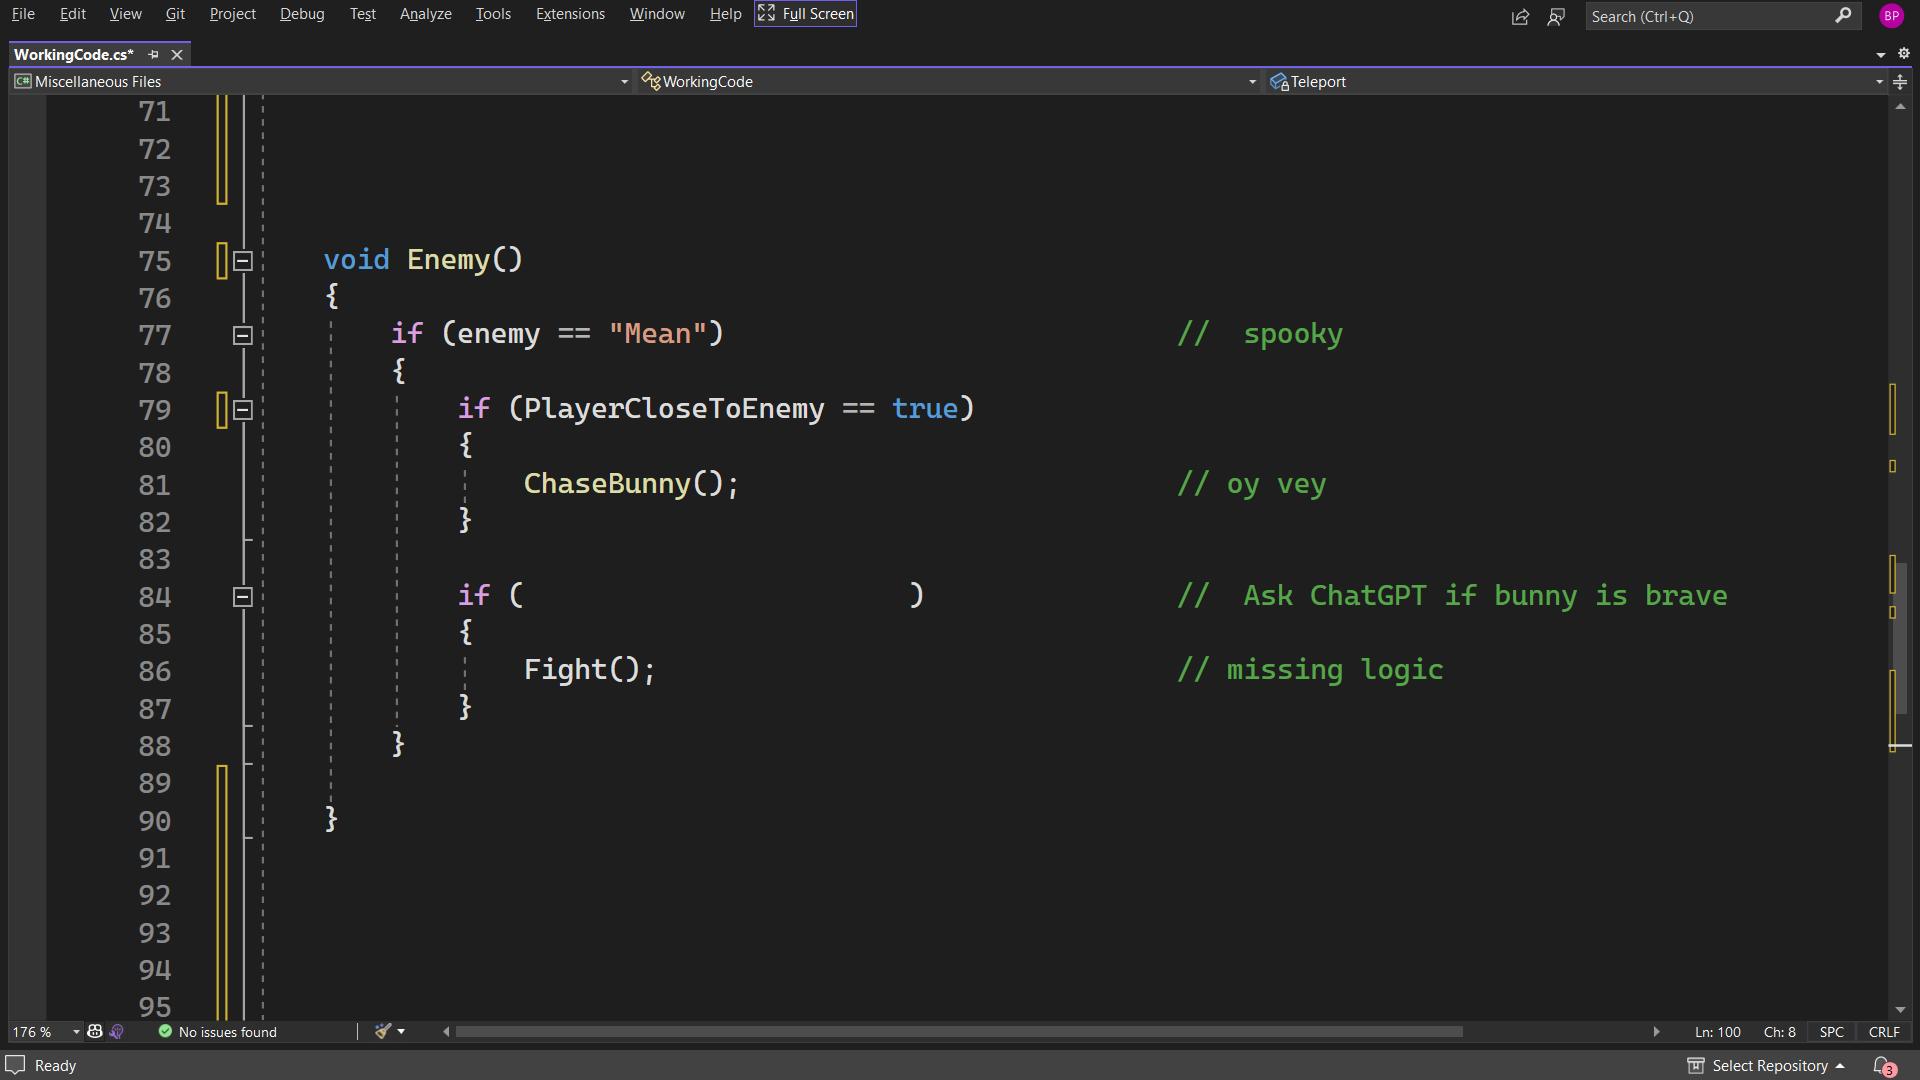 File Edit View Git Project Debug Test Analyze Tools Extensions Window Help Full Screen Search (Ctrl+Q) BP
WorkingCode.cs*
C# Miscellaneous Files WorkingCode Teleport
71
72
73
74
75 void Enemy()
76 {
77 if (enemy == "Mean") // spooky
78 {
79 if (PlayerCloseToEnemy == true)
80 {
81 ChaseBunny(); // oy vey
82 }
83
84 if ( ) // Ask ChatGPT if bunny is brave
85 {
86 Fight(); // missing logic
87 }
88 }
89
90 }
91
92
93
94
95
176 % No issues found Ln: 100 Ch: 8 SPC CRLF
Ready Select Repository 3